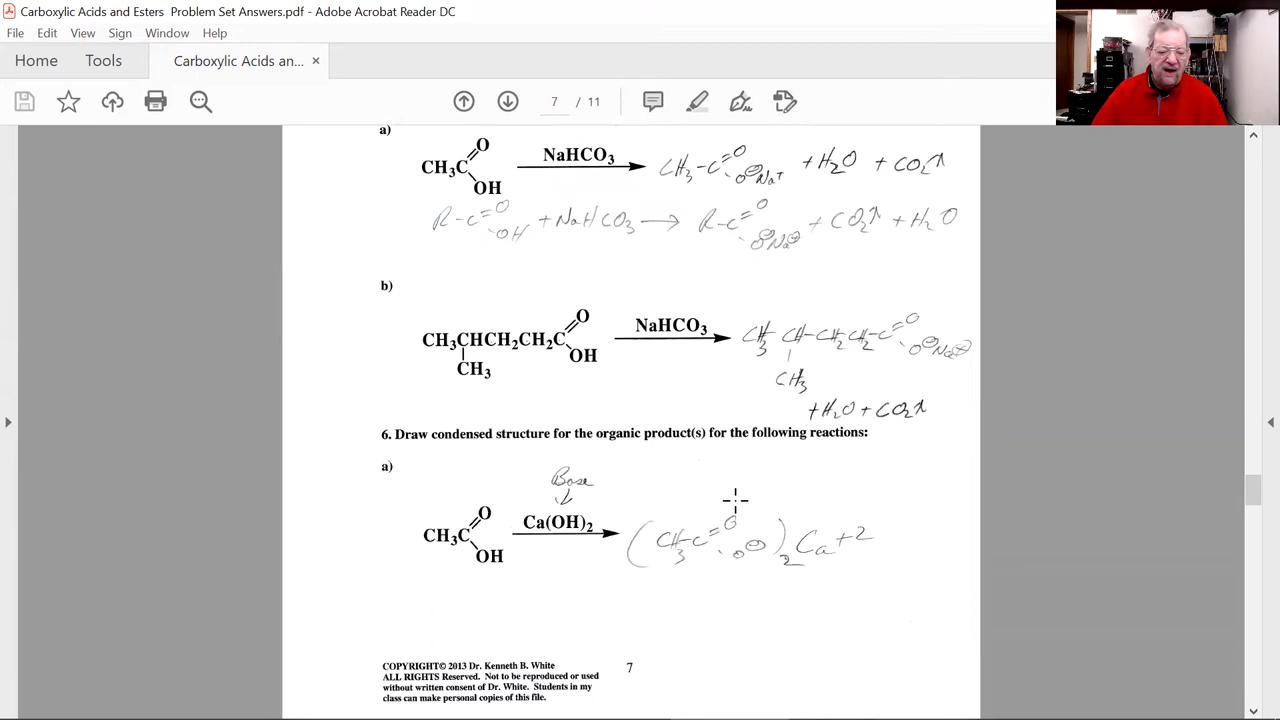 Carboxylic Acids and Esters Problem Set Answers.pdf - Adobe Acrobat Reader DC
File Edit View Sign Window Help
Home Tools Carboxylic Acids an... ×
7 / 11
a)
CH₃C=O OH NaHCO₃ CH₃-C=O O⊖Na+ + H₂O + CO₂↑
R-C=O OH + NaHCO₃ → R-C=O O⊖Na⊕ + CO₂↑ + H₂O
b)
CH₃CHCH₂CH₂C=O OH NaHCO₃ CH₃ CH-CH₂CH₂-C=O O⊖Na⊕
CH₃ CH₃
+ H₂O + CO₂↑
6. Draw condensed structure for the organic product(s) for the following reactions:
a)
Base
CH₃C=O OH Ca(OH)₂ (CH₃-C=O O⊖)₂ Ca+2
COPYRIGHT© 2013 Dr. Kenneth B. White
ALL RIGHTS Reserved. Not to be reproduced or used
without written consent of Dr. White. Students in my
class can make personal copies of this file.
7